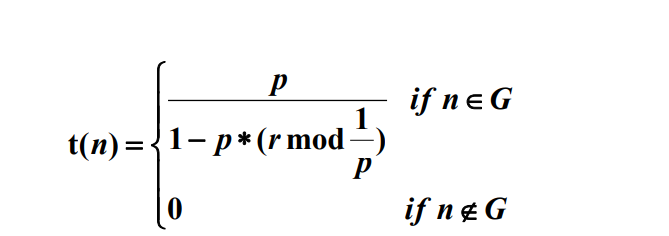 t(n) = { p / (1 − p * (r mod 1/p)) if n ∈ G
0 if n ∉ G